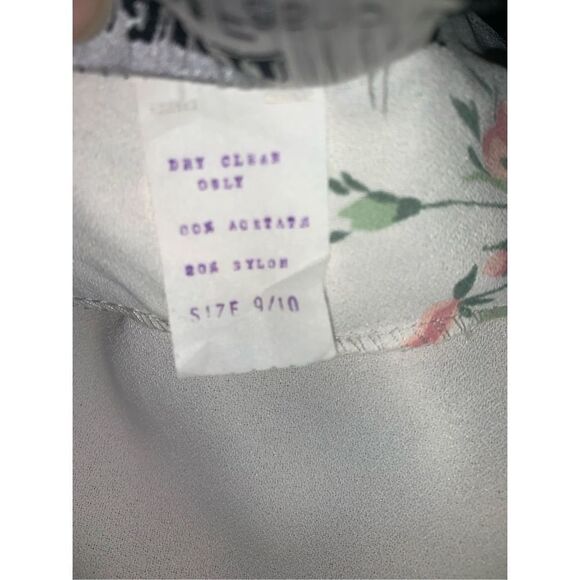 DRY CLEAN
ONLY
80% ACETATE
20% NYLON
SIZE 9/10